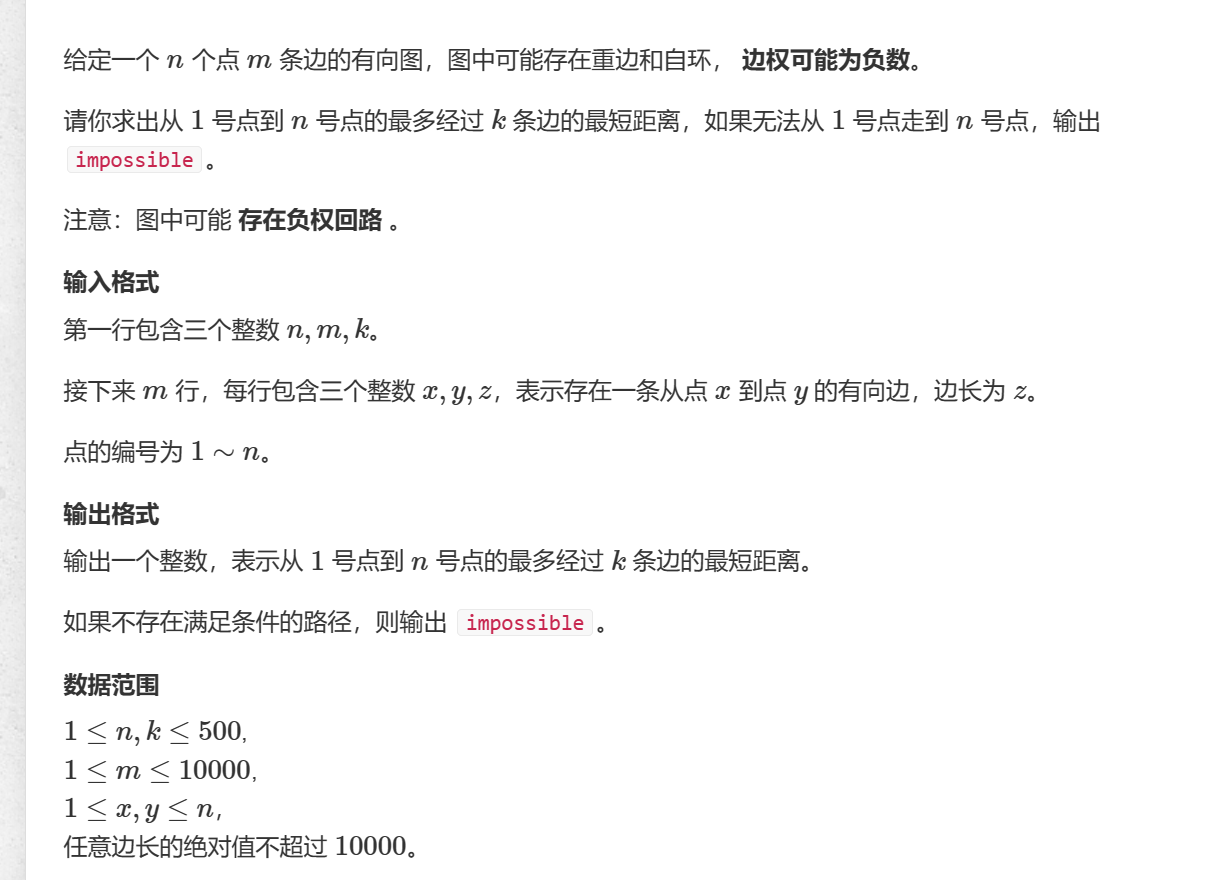 给定一个 n 个点 m 条边的有向图，图中可能存在重边和自环， 边权可能为负数。
请你求出从 1 号点到 n 号点的最多经过 k 条边的最短距离，如果无法从 1 号点走到 n 号点，输出
impossible 。
注意：图中可能 存在负权回路 。
输入格式
第一行包含三个整数 n, m, k。
接下来 m 行，每行包含三个整数 x, y, z，表示存在一条从点 x 到点 y 的有向边，边长为 z。
点的编号为 1 ∼ n。
输出格式
输出一个整数，表示从 1 号点到 n 号点的最多经过 k 条边的最短距离。
如果不存在满足条件的路径，则输出 impossible 。
数据范围
1 ≤ n, k ≤ 500,
1 ≤ m ≤ 10000,
1 ≤ x, y ≤ n，
任意边长的绝对值不超过 10000。